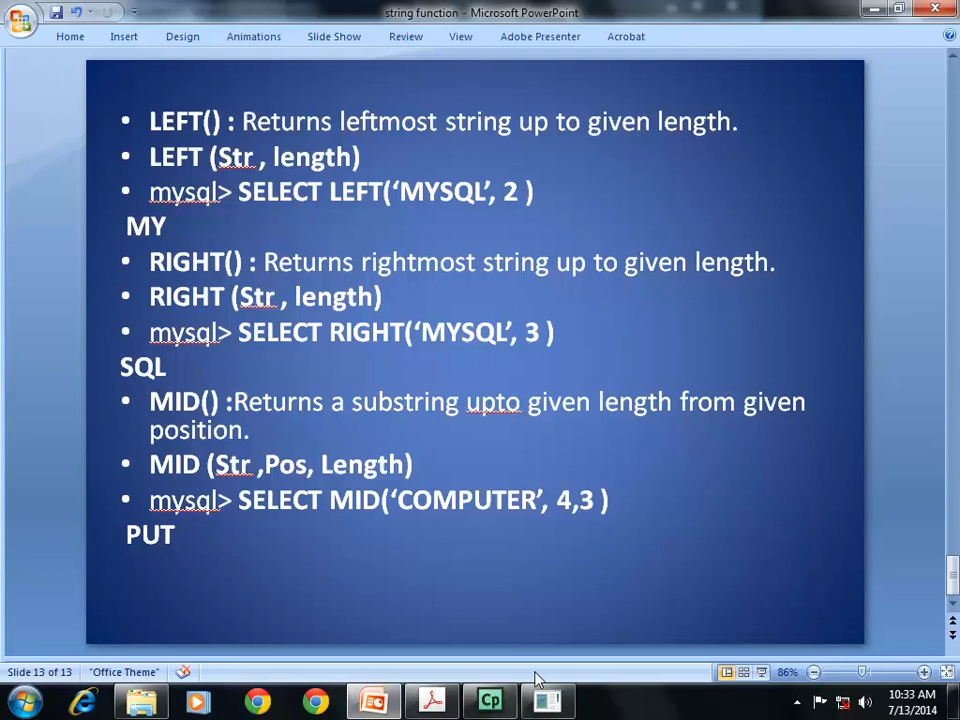 string function - Microsoft PowerPoint
Home Insert Design Animations Slide Show Review View Adobe Presenter Acrobat
• LEFT() : Returns leftmost string up to given length.
• LEFT (Str , length)
• mysql> SELECT LEFT(‘MYSQL’, 2 )
MY
• RIGHT() : Returns rightmost string up to given length.
• RIGHT (Str , length)
• mysql> SELECT RIGHT(‘MYSQL’, 3 )
SQL
• MID() :Returns a substring upto given length from given
position.
• MID (Str ,Pos, Length)
• mysql> SELECT MID(‘COMPUTER’, 4,3 )
PUT
Slide 13 of 13 "Office Theme" 86%
Cp 10:33 AM
7/13/2014